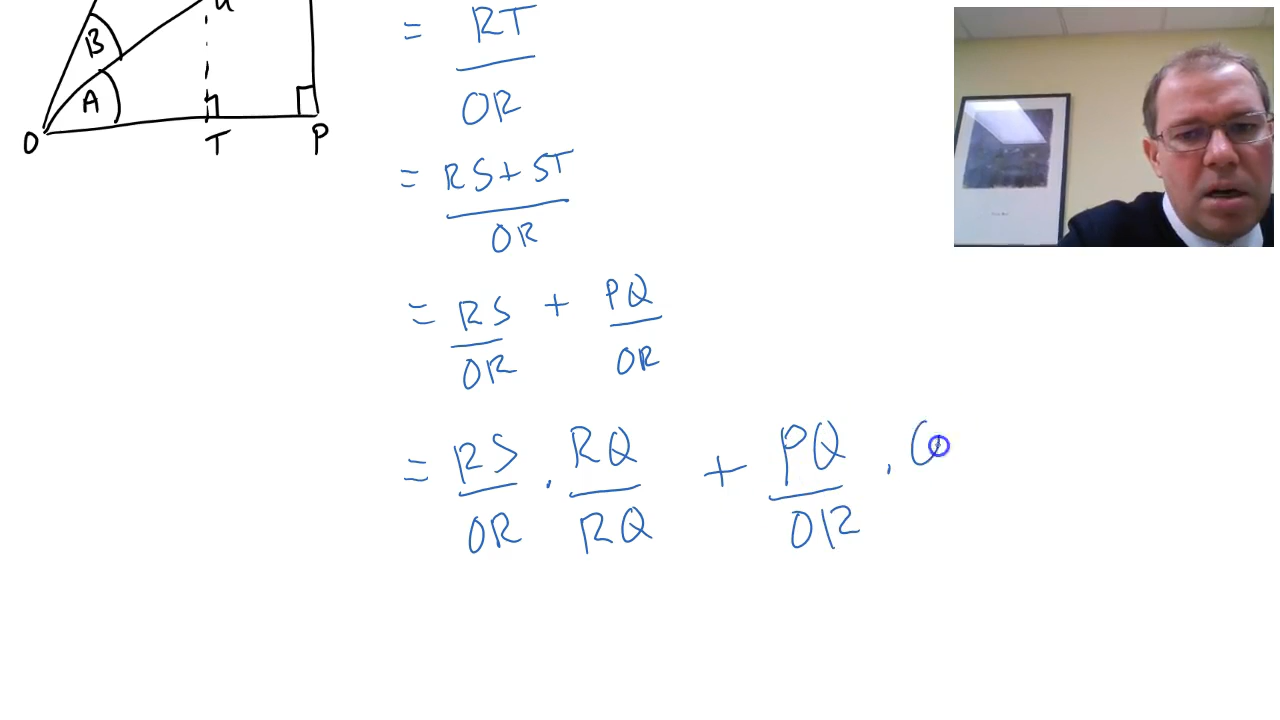 u
B
A
O T P
= RT
OR
= RS + ST
OR
= RS + PQ
OR OR
= RS . RQ + PQ .
OR RQ OR